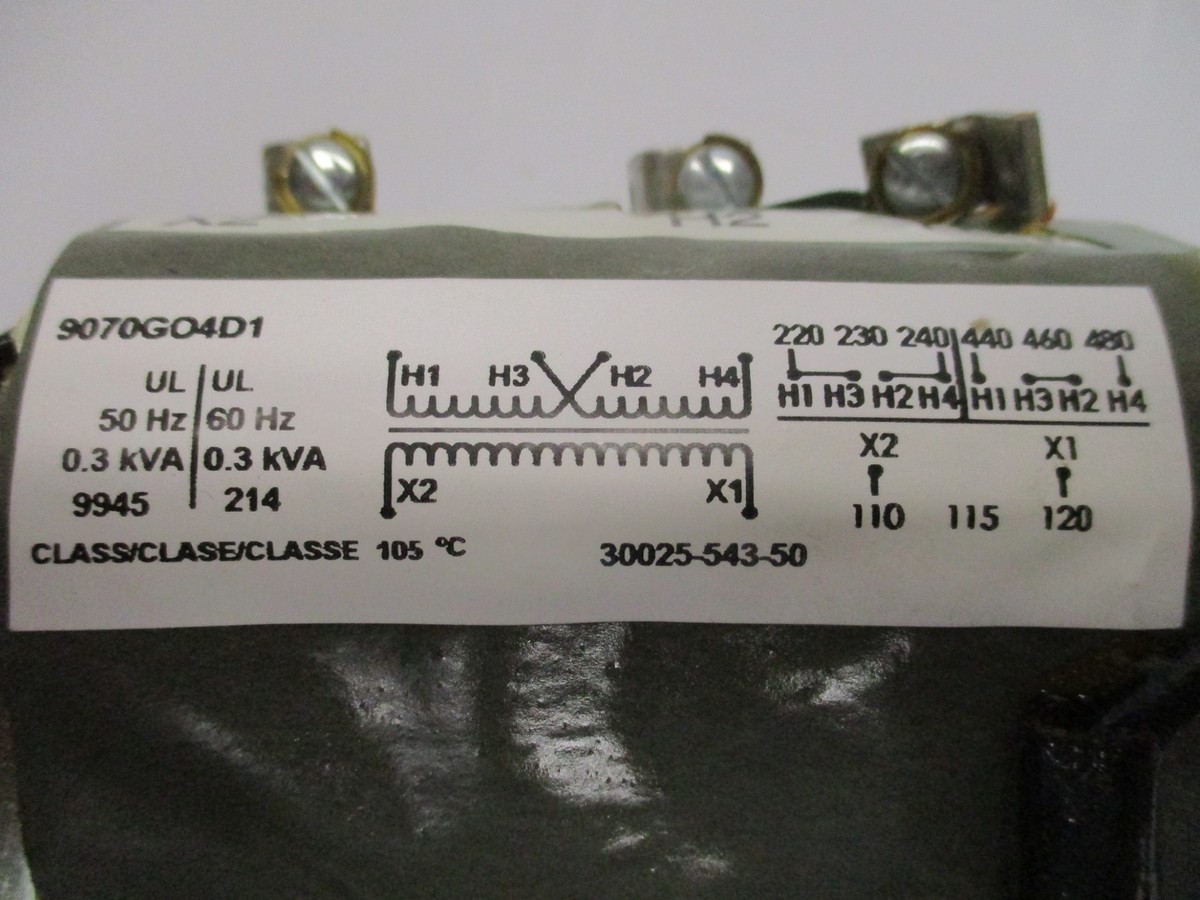 H2
9070GO4D1
UL UL
50 Hz 60 Hz
0.3 kVA 0.3 kVA
9945 214
CLASS/CLASE/CLASSE 105 ºC
H1 H3 H2 H4
X2 X1
30025-543-50
220 230 240 440 460 480
H1 H3 H2 H4 H1 H3 H2 H4
X2 X1
110 115 120